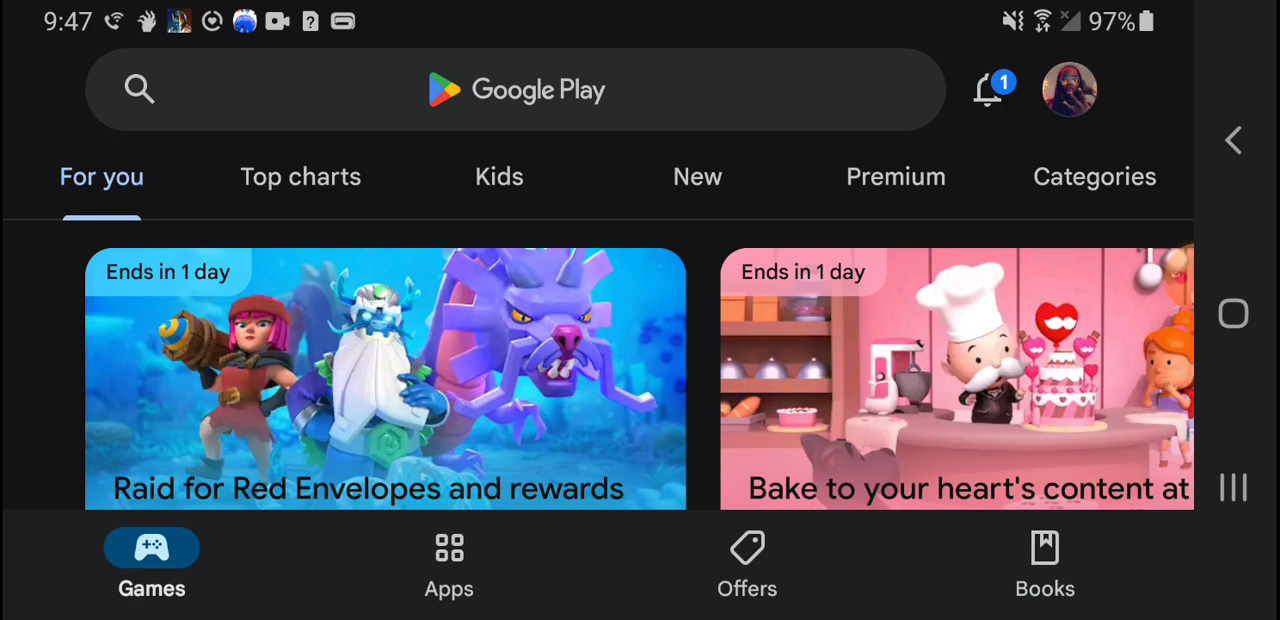 9:47
97%
Google Play
1
For you
Top charts
Kids
New
Premium
Categories
Ends in 1 day
Raid for Red Envelopes and rewards
Ends in 1 day
Bake to your heart's content at
Games
Apps
Offers
Books